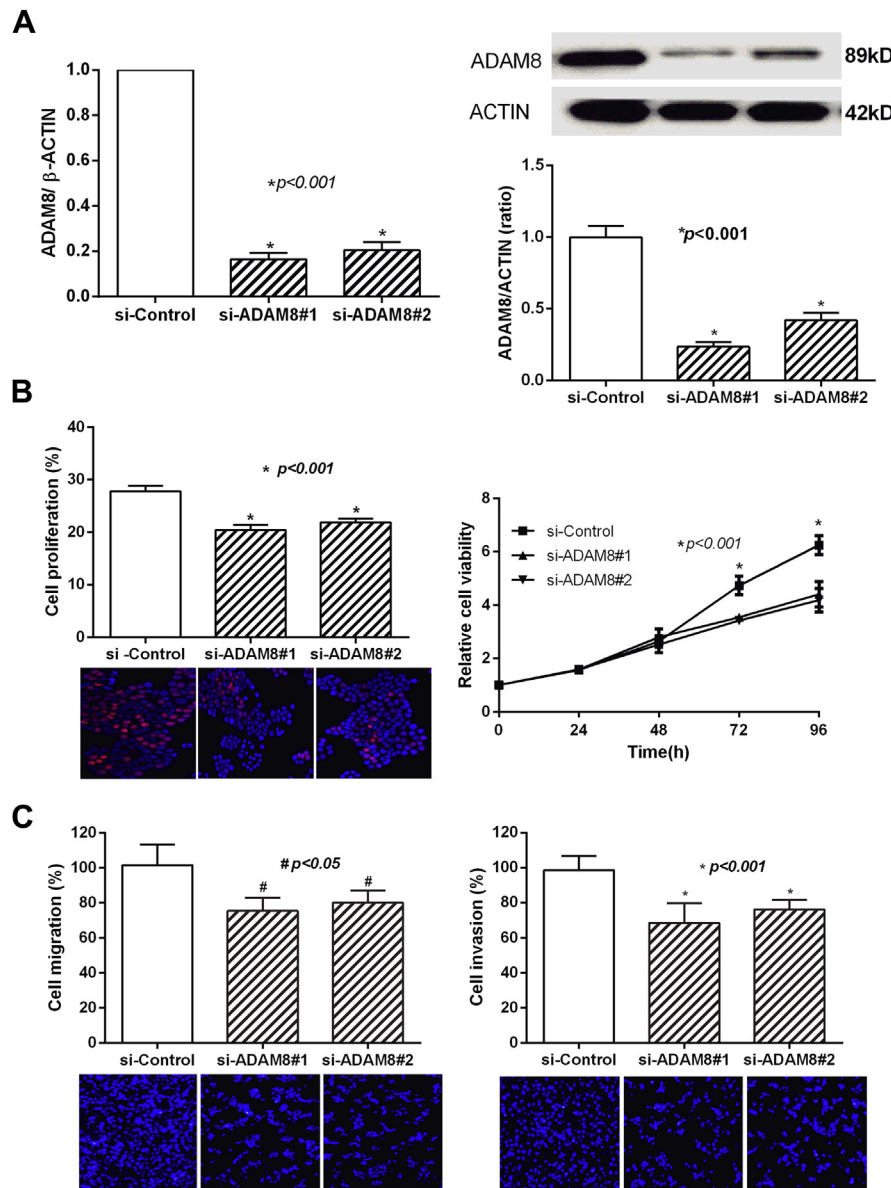 A
ADAM8/ β-ACTIN
1.0
0.8
0.6
0.4
0.2
0.0
*p<0.001
*
*
si-Control
si-ADAM8#1
si-ADAM8#2
ADAM8
89kD
ACTIN
42kD
ADAM8/ACTIN (ratio)
1.5
1.0
0.5
0.0
*p<0.001
*
*
si-Control
si-ADAM8#1
si-ADAM8#2
B
Cell proliferation (%)
40
30
20
10
0
* p<0.001
*
*
si -Control
si-ADAM8#1
si-ADAM8#2
Relative cell viability
8
6
4
2
0
si-Control
si-ADAM8#1
si-ADAM8#2
*p<0.001
*
*
0
24
48
72
96
Time(h)
C
Cell migration (%)
120
100
80
60
40
20
0
# p<0.05
#
#
si-Control
si-ADAM8#1
si-ADAM8#2
Cell invasion (%)
120
100
80
60
40
20
0
* p<0.001
*
*
si-Control
si-ADAM8#1
si-ADAM8#2